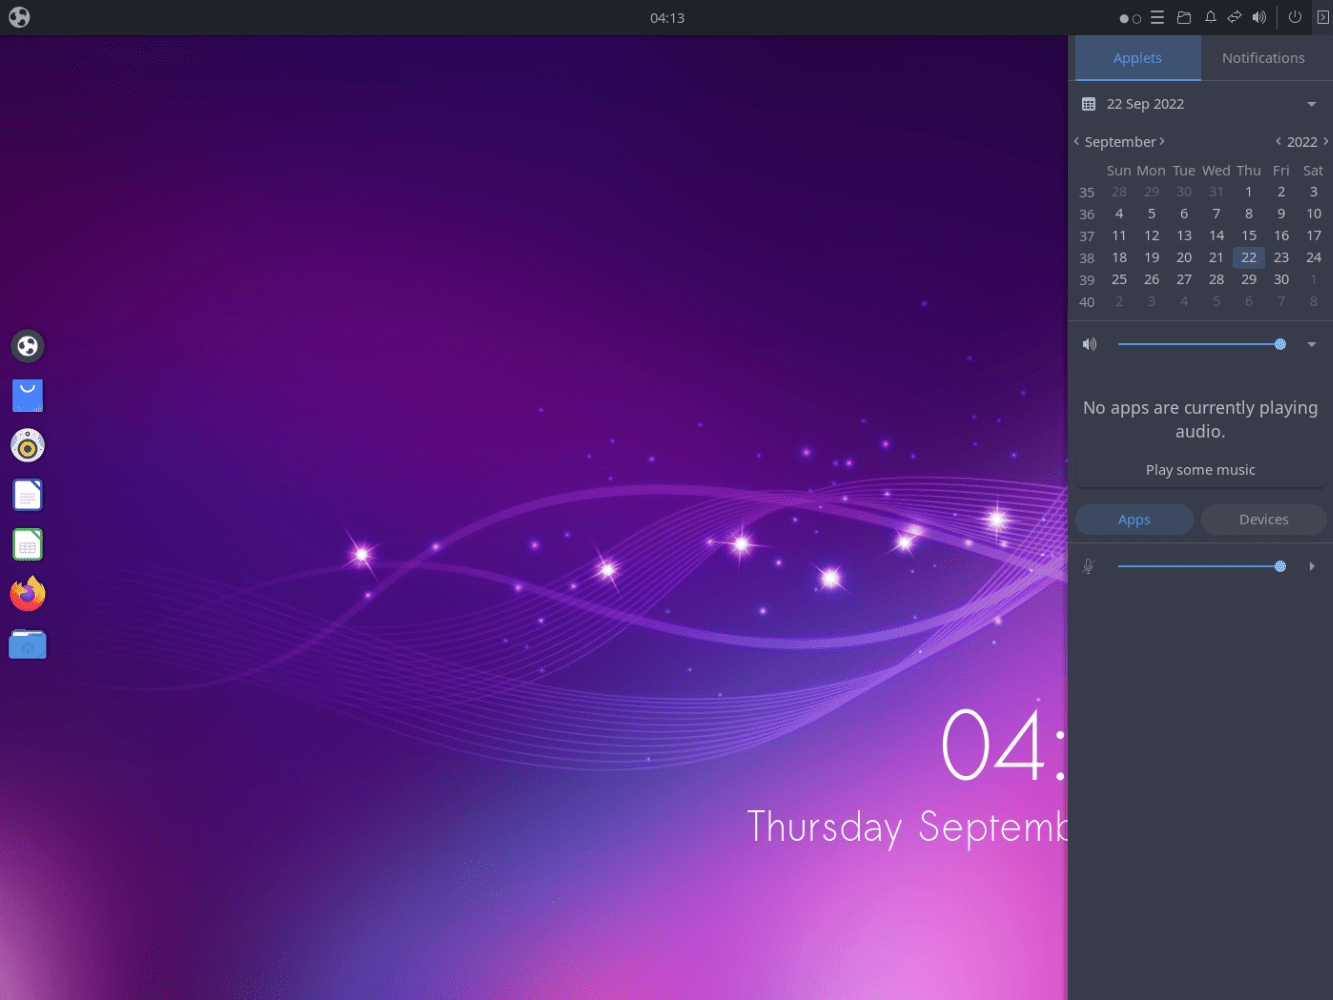 04:13
Applets Notifications
22 Sep 2022
September 2022
Sun Mon Tue Wed Thu Fri Sat
35 28 29 30 31 1 2 3
36 4 5 6 7 8 9 10
37 11 12 13 14 15 16 17
38 18 19 20 21 22 23 24
39 25 26 27 28 29 30 1
40 2 3 4 5 6 7 8
No apps are currently playing
audio.
Play some music
Apps Devices
04:
Thursday Septemb